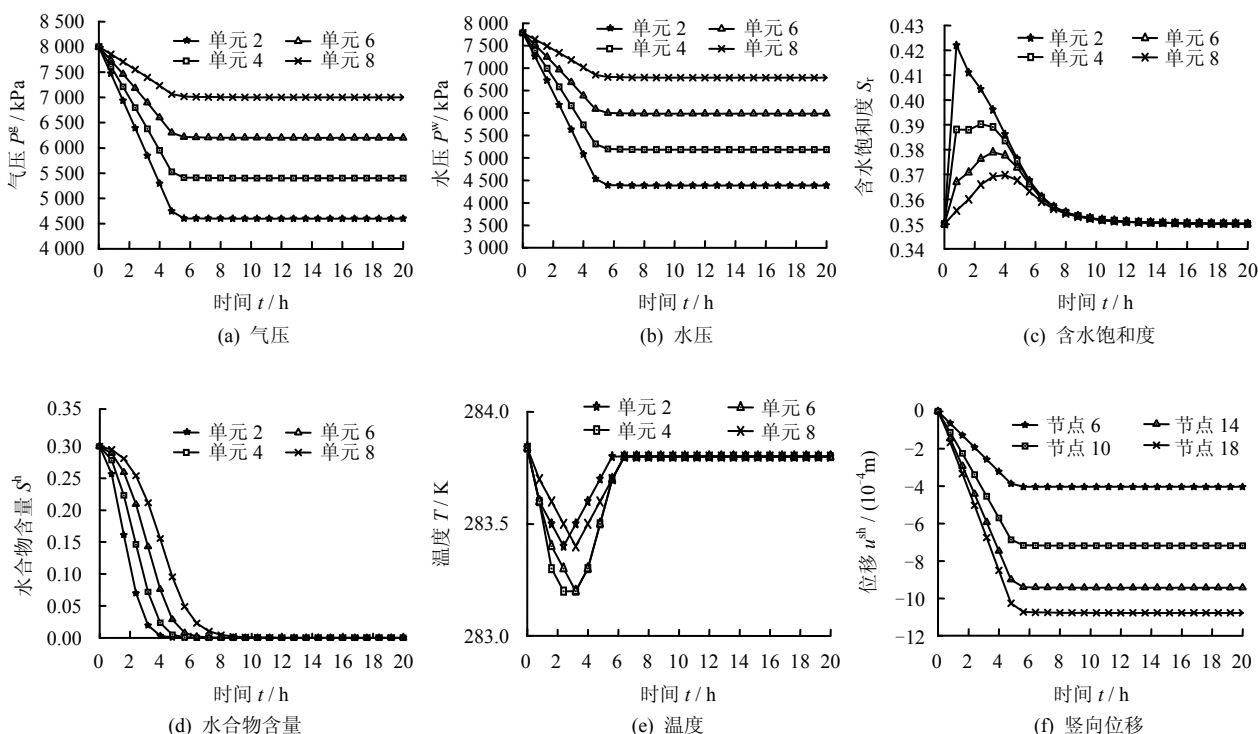 8 000
7 500
7 000
6 500
6 000
5 500
5 000
4 500
4 000
气压 Pᵍ / kPa
单元 2
单元 6
单元 4
单元 8
0 2 4 6 8 10 12 14 16 18 20
时间 t / h
(a) 气压
8 000
7 500
7 000
6 500
6 000
5 500
5 000
4 500
4 000
3 500
3 000
水压 Pʷ / kPa
单元 2
单元 6
单元 4
单元 8
0 2 4 6 8 10 12 14 16 18 20
时间 t / h
(b) 水压
0.43
0.42
0.41
0.40
0.39
0.38
0.37
0.36
0.35
0.34
含水饱和度 Sᵣ
单元 2
单元 6
单元 4
单元 8
0 2 4 6 8 10 12 14 16 18 20
时间 t / h
(c) 含水饱和度
0.35
0.30
0.25
0.20
0.15
0.10
0.05
0.00
水合物含量 Sʰ
单元 2
单元 6
单元 4
单元 8
0 2 4 6 8 10 12 14 16 18 20
时间 t / h
(d) 水合物含量
284.0
283.5
283.0
温度 T / K
单元 2
单元 6
单元 4
单元 8
0 2 4 6 8 10 12 14 16 18 20
时间 t / h
(e) 温度
0
−2
−4
−6
−8
−10
−12
位移 uˢʰ / (10⁻⁴m)
节点 6
节点 14
节点 10
节点 18
0 2 4 6 8 10 12 14 16 18 20
时间 t / h
(f) 竖向位移